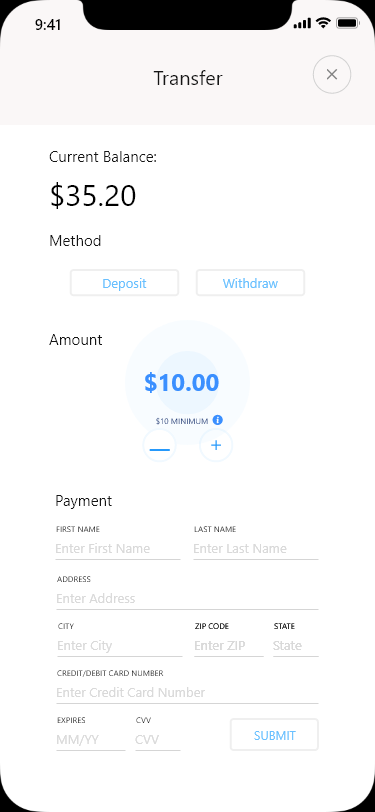 9:41
Transfer
Current Balance:
$35.20
Method
Deposit Withdraw
Amount
$10.00
$10 MINIMUM
Payment
FIRST NAME LAST NAME
Enter First Name Enter Last Name
ADDRESS
Enter Address
CITY ZIP CODE STATE
Enter City Enter ZIP State
CREDIT/DEBIT CARD NUMBER
Enter Credit Card Number
EXPIRES CVV
MM/YY CVV SUBMIT